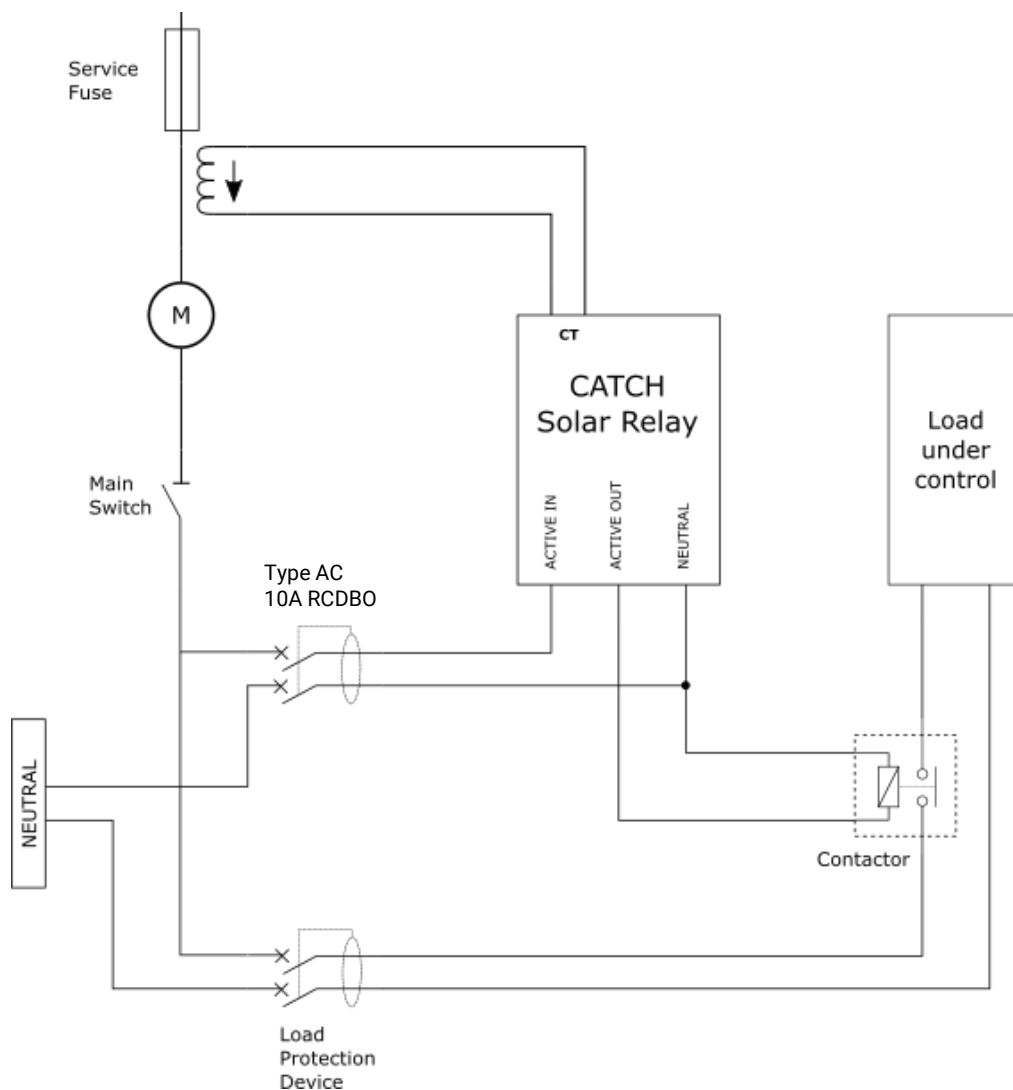 Service
Fuse
M
CT
CATCH
Solar Relay
ACTIVE IN
ACTIVE OUT
NEUTRAL
Load
under
control
Main
Switch
Type AC
10A RCDBO
NEUTRAL
Contactor
Load
Protection
Device